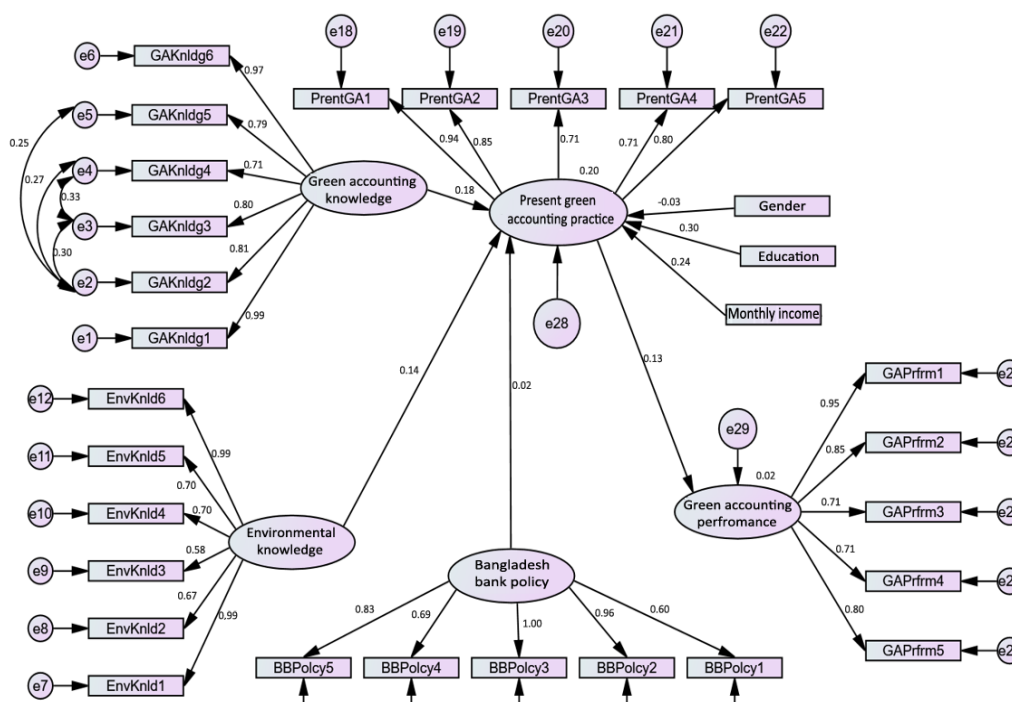 e18
e19
e20
e21
e22
e6
GAKnldg6
0.97
PrentGA1
PrentGA2
PrentGA3
PrentGA4
PrentGA5
e5
GAKnldg5
0.79
0.25
0.94
0.85
0.71
0.71
0.80
e4
GAKnldg4
0.71
0.27
0.33
Green accounting
knowledge
0.18
0.20
Present green
accounting practice
-0.03
Gender
e3
GAKnldg3
0.80
0.30
0.30
Education
e2
GAKnldg2
0.81
0.24
Monthly income
e1
GAKnldg1
0.99
e28
0.14
0.02
0.13
e12
EnvKnld6
0.99
e11
EnvKnld5
0.70
e10
EnvKnld4
0.70
Environmental
knowledge
e9
EnvKnld3
0.58
e8
EnvKnld2
0.67
e7
EnvKnld1
0.99
e29
0.02
Green accounting
perfromance
0.95
GAPrfrm1
0.85
GAPrfrm2
0.71
GAPrfrm3
0.71
GAPrfrm4
0.80
GAPrfrm5
Bangladesh
bank policy
0.83
0.69
1.00
0.96
0.60
BBPolcy5
BBPolcy4
BBPolcy3
BBPolcy2
BBPolcy1